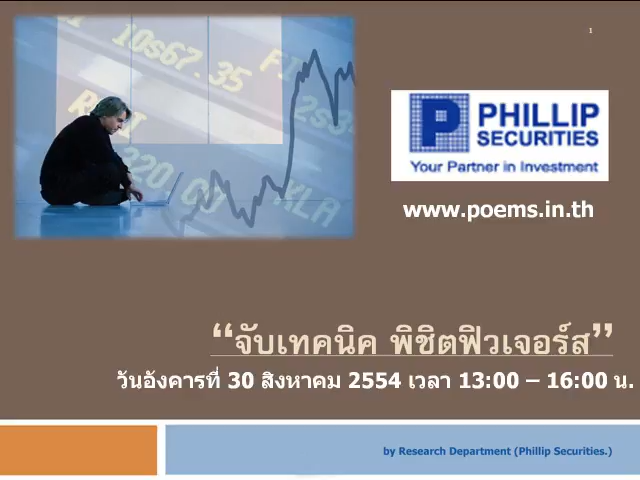 1
10s67.35
PHILLIP
SECURITIES
Your Partner in Investment
www.poems.in.th
“จับเทคนิค พิชิตฟิวเจอร์ส”
วันอังคารที่ 30 สิงหาคม 2554 เวลา 13:00 – 16:00 น.
by Research Department (Phillip Securities.)